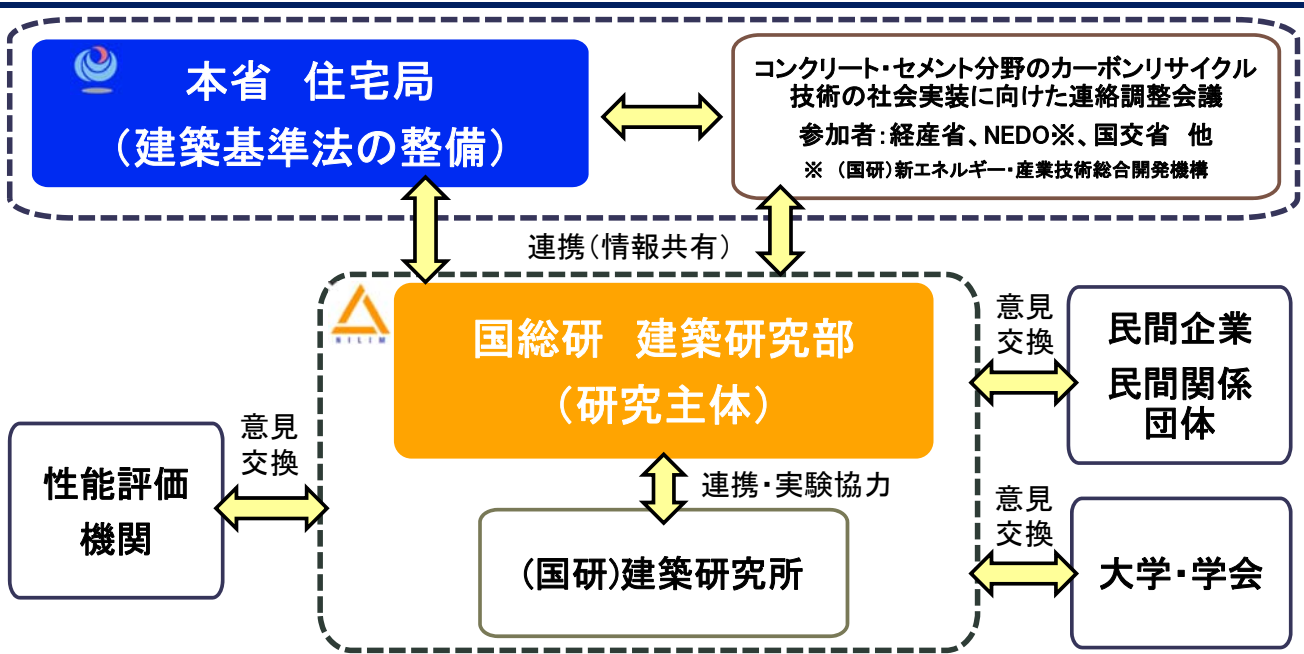 本省　住宅局
（建築基準法の整備）
コンクリート・セメント分野のカーボンリサイクル
技術の社会実装に向けた連絡調整会議
参加者：経産省、NEDO※、国交省　他
※　（国研）新エネルギー・産業技術総合開発機構
連携（情報共有）
NILIM
国総研　建築研究部
（研究主体）
意見
交換
民間企業
民間関係
団体
意見
交換
性能評価
機関
連携・実験協力
（国研）建築研究所
意見
交換
大学・学会